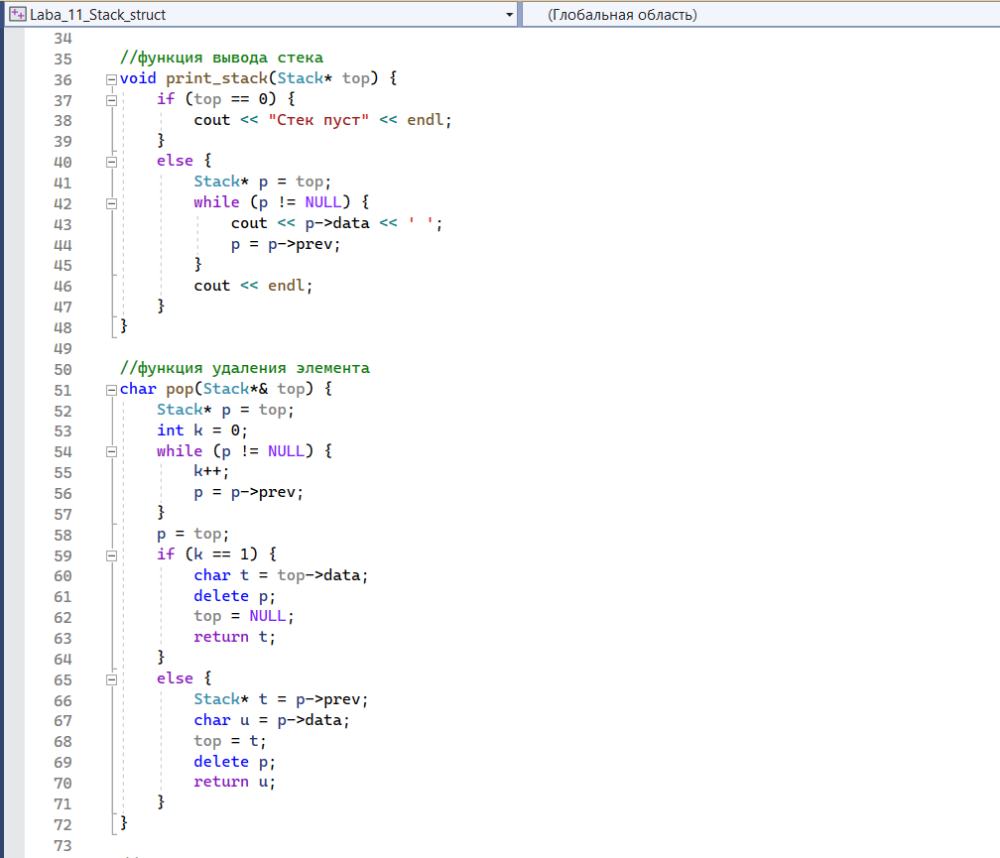 Laba_11_Stack_struct (Глобальная область)
34
35 //функция вывода стека
36 void print_stack(Stack* top) {
37     if (top == 0) {
38         cout << "Стек пуст" << endl;
39     }
40     else {
41         Stack* p = top;
42         while (p != NULL) {
43             cout << p->data << ' ';
44             p = p->prev;
45         }
46         cout << endl;
47     }
48 }
49
50 //функция удаления элемента
51 char pop(Stack*& top) {
52     Stack* p = top;
53     int k = 0;
54     while (p != NULL) {
55         k++;
56         p = p->prev;
57     }
58     p = top;
59     if (k == 1) {
60         char t = top->data;
61         delete p;
62         top = NULL;
63         return t;
64     }
65     else {
66         Stack* t = p->prev;
67         char u = p->data;
68         top = t;
69         delete p;
70         return u;
71     }
72 }
73